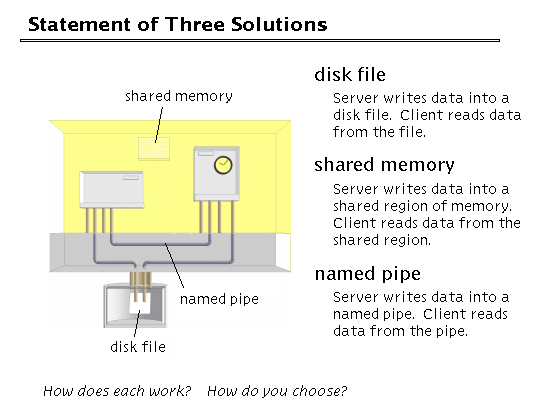 Statement of Three Solutions
shared memory
named pipe
disk file
disk file
Server writes data into a
disk file.  Client reads data
from the file.
shared memory
Server writes data into a
shared region of memory.
Client reads data from the
shared region.
named pipe
Server writes data into a
named pipe.  Client reads
data from the pipe.
How does each work?   How do you choose?